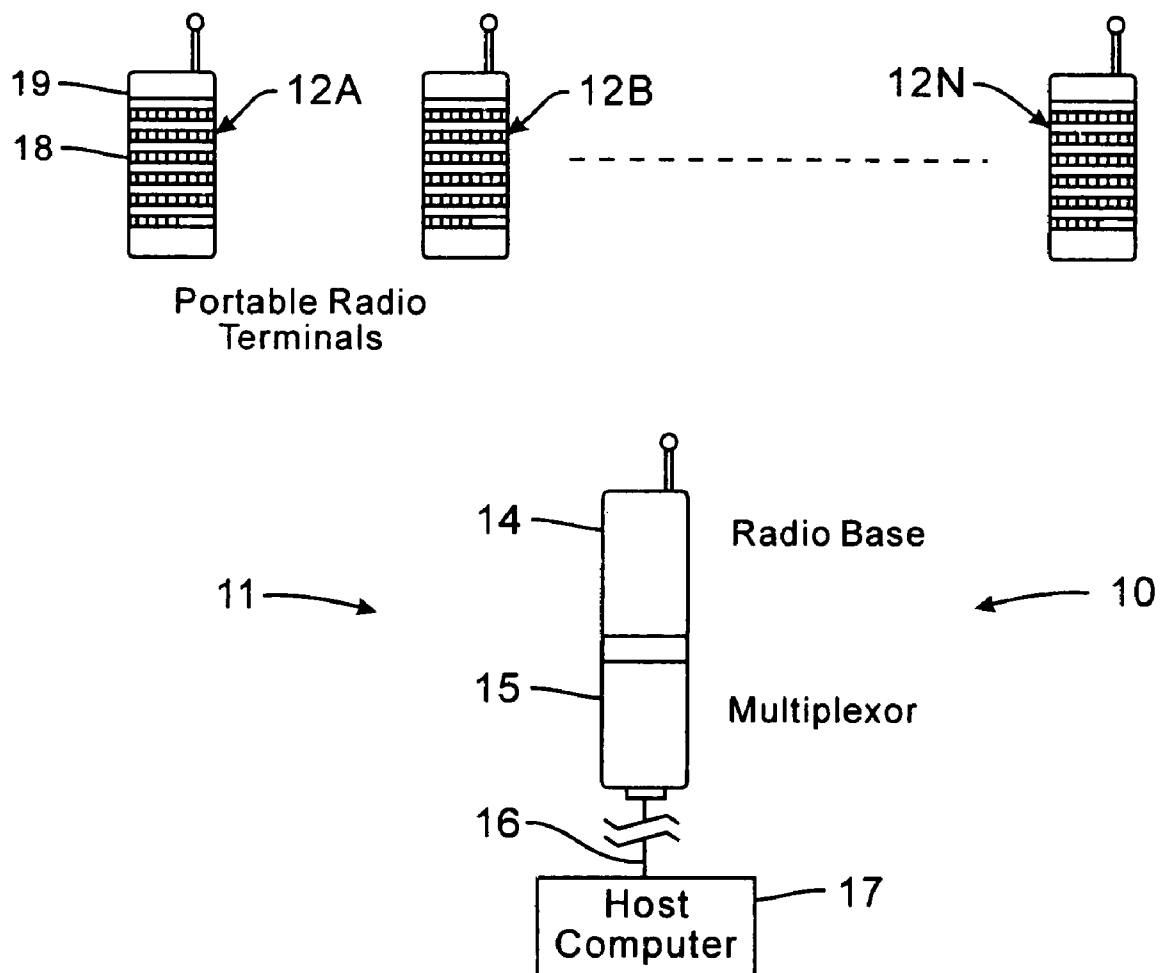 19
12A
12B
12N
18
Portable Radio
Terminals
14
Radio Base
11
10
15
Multiplexor
16
17
Host
Computer